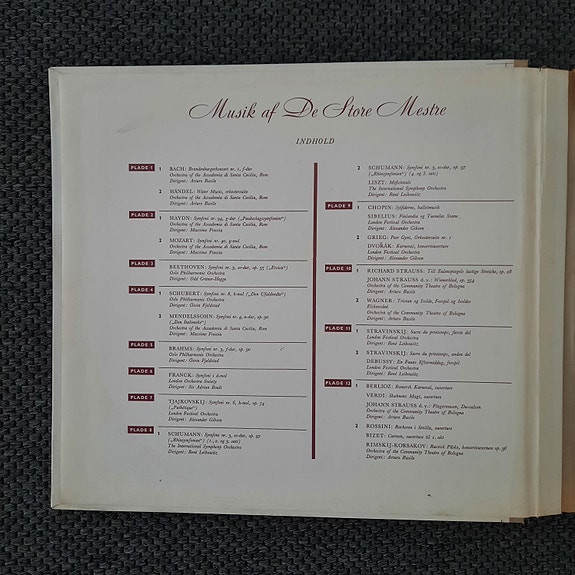 Musik af De Store Mestre
INDHOLD
PLADE 1 1 BACH: Brandenburgerkoncert nr. 1, f-dur
Orchestra of the Accademia di Santa Cecilia, Rom
Dirigent: Arturo Basile
2 HÄNDEL: Water Music, orkestersuite
Orchestra of the Accademia di Santa Cecilia, Rom
Dirigent: Arturo Basile
PLADE 2 1 HAYDN: Symfoni nr. 94, g-dur („Paukeslagsymfonien")
Orchestra of the Accademia di Santa Cecilia, Rom
Dirigent: Massimo Freccia
2 MOZART: Symfoni nr. 40, g-mol
Orchestra of the Accademia di Santa Cecilia, Rom
Dirigent: Massimo Freccia
PLADE 3 BEETHOVEN: Symfoni nr. 3, es-dur, op. 55 („Eroica")
Oslo Philharmonic Orchestra
Dirigent: Odd Grüner-Hegge
PLADE 4 1 SCHUBERT: Symfoni nr. 8, h-mol („Den Ufuldendte")
Oslo Philharmonic Orchestra
Dirigent: Öivin Fjeldstad
2 MENDELSSOHN: Symfoni nr. 4, a-dur, op. 90
(„Den Italienske")
Orchestra of the Accademia di Santa Cecilia, Rom
Dirigent: Massimo Freccia
PLADE 5 BRAHMS: Symfoni nr. 3, f-dur, op. 90
Oslo Philharmonic Orchestra
Dirigent: Öivin Fjeldstad
PLADE 6 FRANCK: Symfoni i d-mol
London Orchestra Society
Dirigent: Sir Adrian Boult
PLADE 7 TJAJKOVSKIJ: Symfoni nr. 6, h-mol, op. 74
(„Pathétique")
London Festival Orchestra
Dirigent: Alexander Gibson
PLADE 8 1 SCHUMANN: Symfoni nr. 3, es-dur, op. 97
(„Rhinsymfonien") (1., 2. og 3. sats)
The International Symphony Orchestra
Dirigent: René Leibowitz
2 SCHUMANN: Symfoni nr. 3, es-dur, op. 97
(„Rhinsymfonien") (4. og 5. sats)
LISZT: Mefistovals
The International Symphony Orchestra
Dirigent: René Leibowitz
PLADE 9 1 CHOPIN: Sylfiderne, balletmusik
SIBELIUS: Finlandia og Tuonelas Svane
London Festival Orchestra
Dirigent: Alexander Gibson
2 GRIEG: Peer Gynt, Orkestersuite nr. 1
DVOŘÁK: Karneval, koncertouverture
London Festival Orchestra
Dirigent: Alexander Gibson
PLADE 10 1 RICHARD STRAUSS: Till Eulenspiegels lustige Streiche, op. 28
JOHANN STRAUSS d. y.: Wienerblod, op. 354
Orchestra of the Community Theatre of Bologna
Dirigent: Arturo Basile
2 WAGNER: Tristan og Isolde, Forspil og Isoldes
Elskovsdød
Orchestra of the Community Theatre of Bologna
Dirigent: Arturo Basile
PLADE 11 1 STRAVINSKIJ: Sacre du printemps, første del
London Festival Orchestra
Dirigent: René Leibowitz
2 STRAVINSKIJ: Sacre du printemps, anden del
DEBUSSY: En Fauns Eftermiddag, forspil
London Festival Orchestra
Dirigent: René Leibowitz
PLADE 12 1 BERLIOZ: Romersk Karneval, ouverture
VERDI: Skæbnens Magt, ouverture
JOHANN STRAUSS d. y.: Flagermusen, Ouverture
Orchestra of the Community Theatre of Bologna
Dirigent: Arturo Basile
2 ROSSINI: Barberen i Sevilla, ouverture
BIZET: Carmen, ouverture til 1. akt
RIMSKIJ-KORSAKOV: Russisk Påske, koncertouverture op. 36
Orchestra of the Community Theatre of Bologna
Dirigent: Arturo Basile